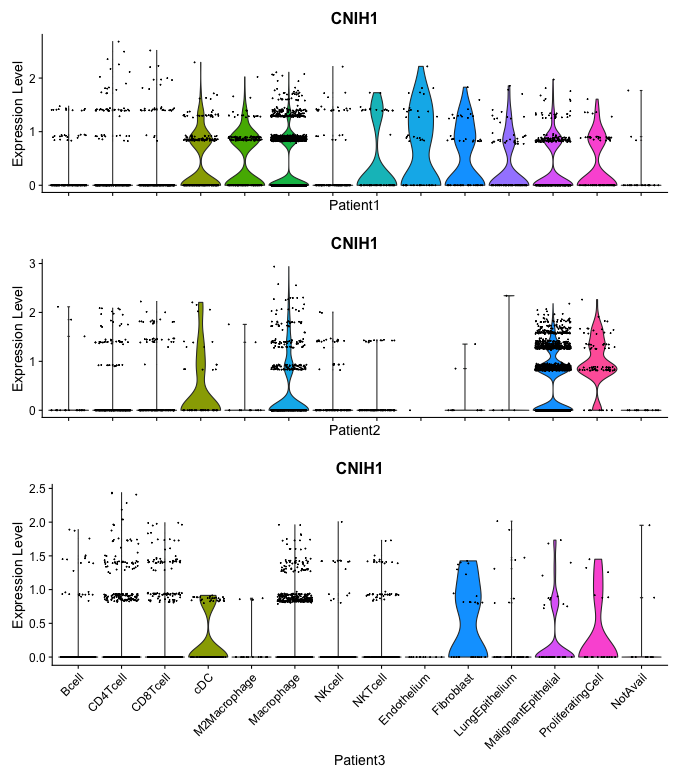 CNIH1
Expression Level
2
1
0
Patient1
CNIH1
Expression Level
3
2
1
0
Patient2
CNIH1
Expression Level
2.5
2.0
1.5
1.0
0.5
0.0
Bcell
CD4Tcell
CD8Tcell
cDC
M2Macrophage
Macrophage
NKcell
NKTcell
Endothelium
Fibroblast
LungEpithelium
MalignantEpithelial
ProliferatingCell
NotAvail
Patient3